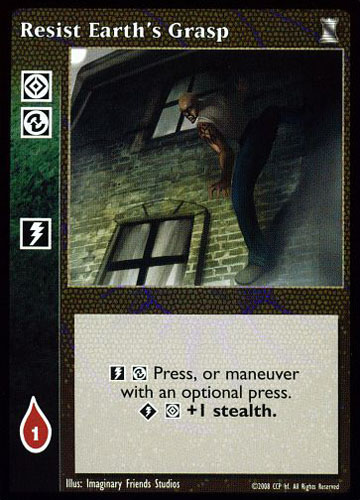 Resist Earth's Grasp
Press, or maneuver
with an optional press.
+1 stealth.
1
Illus: Imaginary Friends Studios
©2008 CCP hf. All Rights Reserved